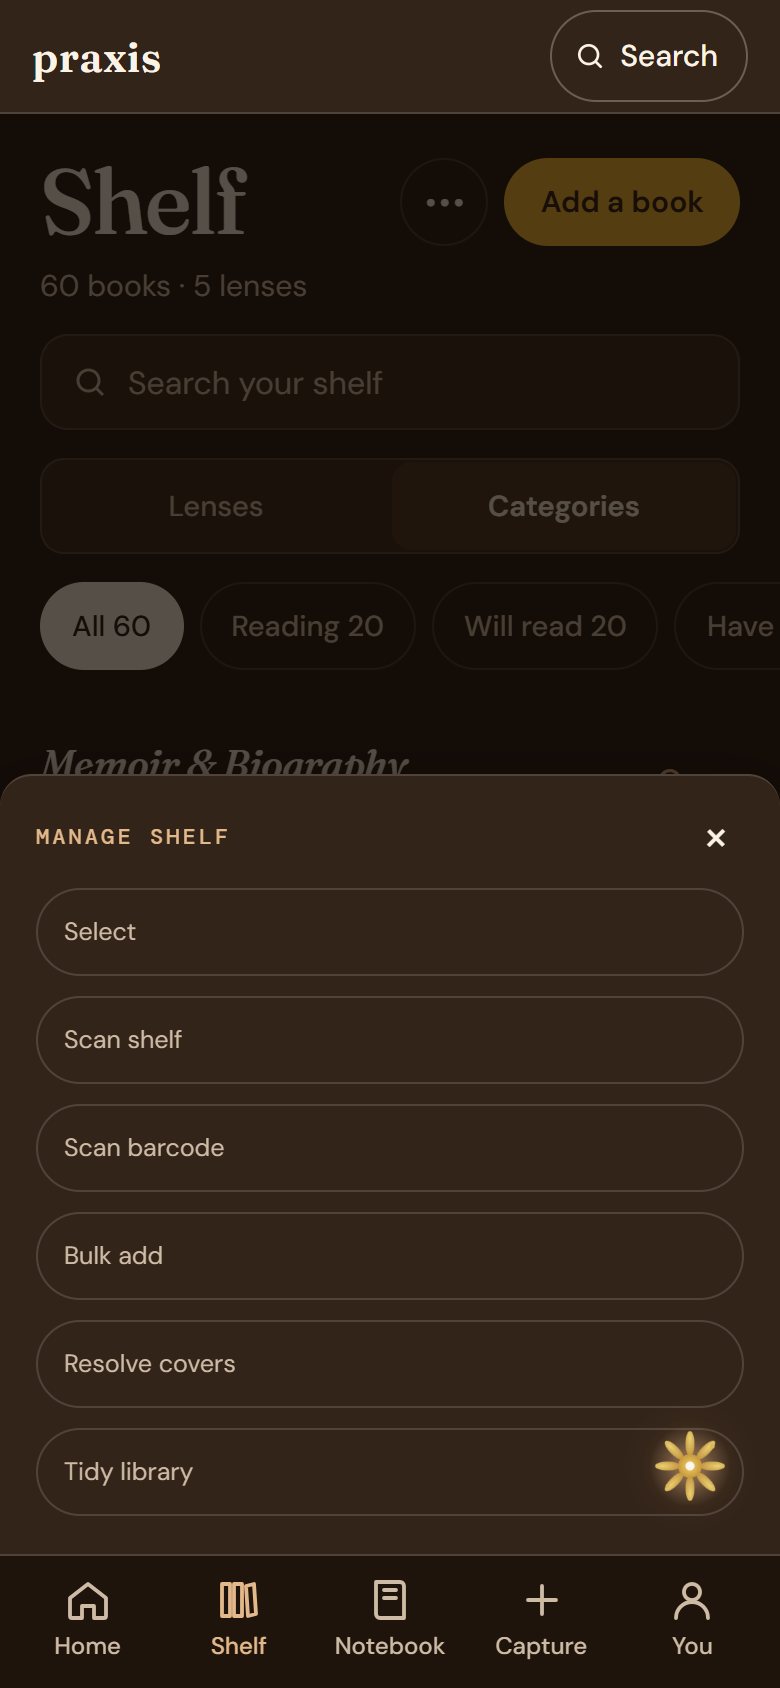 praxis
Search
Shelf
Add a book
60 books · 5 lenses
Search your shelf
Lenses
Categories
All 60
Reading 20
Will read 20
Have
Memoir & Biography
MANAGE SHELF
Select
Scan shelf
Scan barcode
Bulk add
Resolve covers
Tidy library
Home
Shelf
Notebook
Capture
You